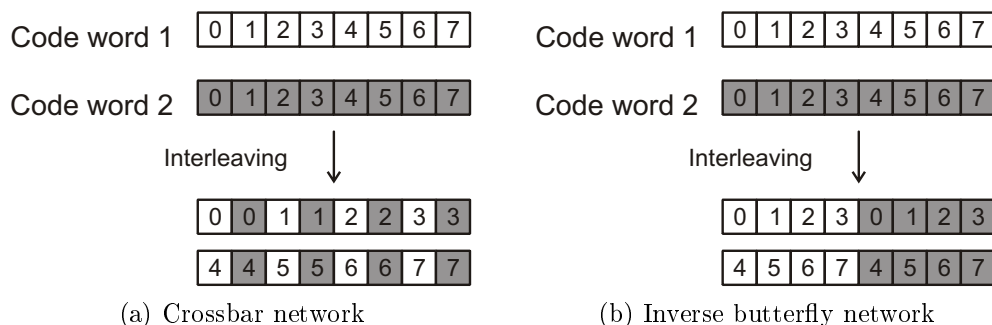 Code word 1 0 1 2 3 4 5 6 7
Code word 2 0 1 2 3 4 5 6 7
Interleaving
0 0 1 1 2 2 3 3
4 4 5 5 6 6 7 7
(a) Crossbar network
Code word 1 0 1 2 3 4 5 6 7
Code word 2 0 1 2 3 4 5 6 7
Interleaving
0 1 2 3 0 1 2 3
4 5 6 7 4 5 6 7
(b) Inverse butterfly network